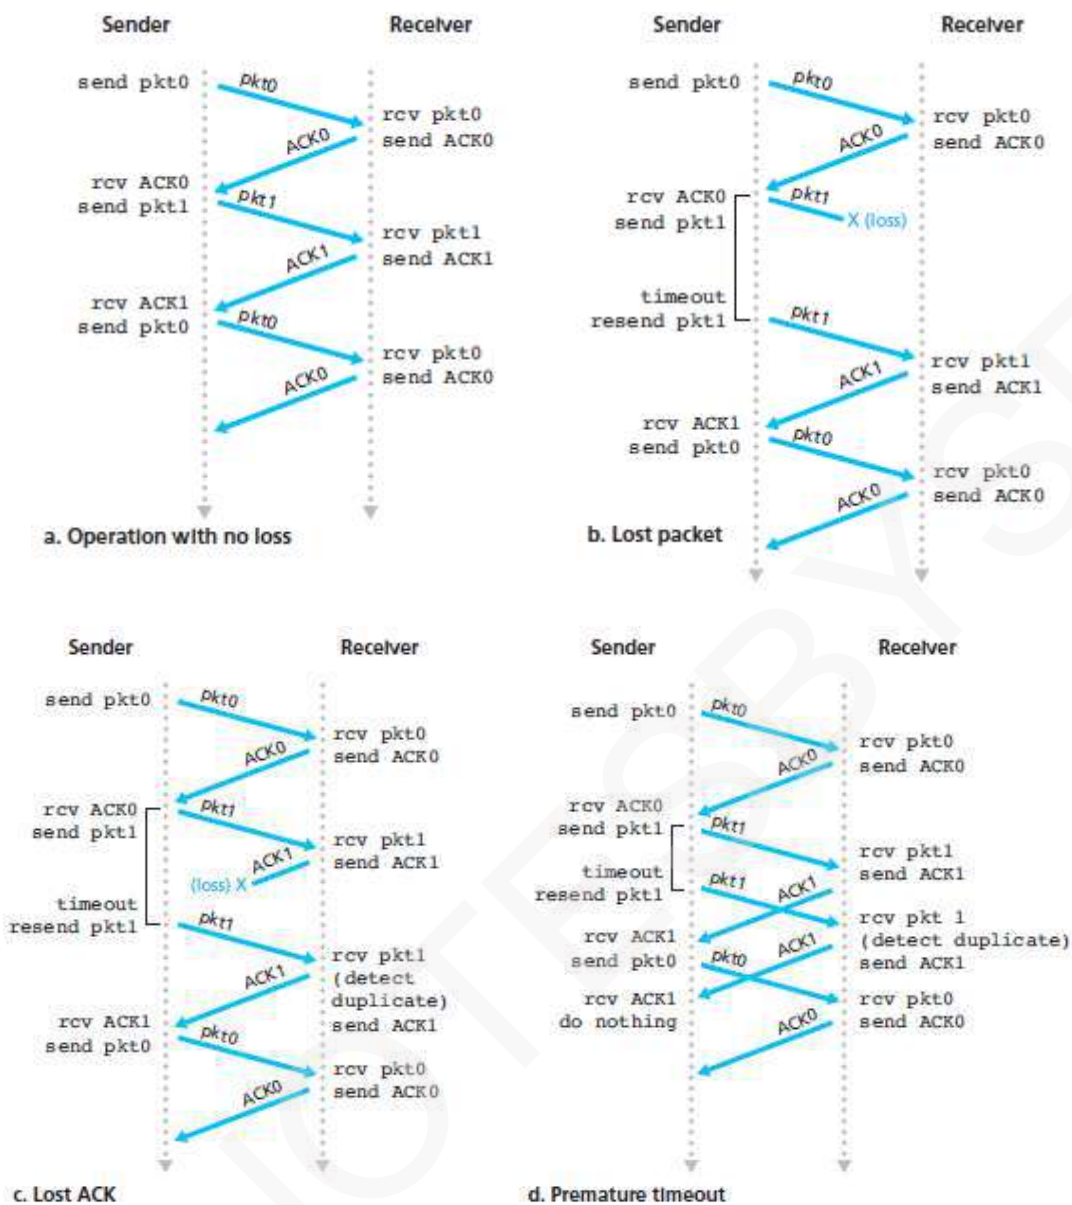 Sender
Receiver
send pkt0
pkt0
rcv pkt0
send ACK0
ACK0
rcv ACK0
send pkt1
pkt1
rcv pkt1
send ACK1
ACK1
rcv ACK1
send pkt0
pkt0
rcv pkt0
send ACK0
ACK0
a. Operation with no loss
Sender
Receiver
send pkt0
pkt0
rcv pkt0
send ACK0
ACK0
rcv ACK0
send pkt1
pkt1
X (loss)
timeout
resend pkt1
pkt1
rcv pkt1
send ACK1
ACK1
rcv ACK1
send pkt0
pkt0
rcv pkt0
send ACK0
ACK0
b. Lost packet
Sender
Receiver
send pkt0
pkt0
rcv pkt0
send ACK0
ACK0
rcv ACK0
send pkt1
pkt1
rcv pkt1
send ACK1
ACK1
(loss) X
timeout
resend pkt1
pkt1
rcv pkt1
(detect
duplicate)
send ACK1
ACK1
rcv ACK1
send pkt0
pkt0
rcv pkt0
send ACK0
ACK0
c. Lost ACK
Sender
Receiver
send pkt0
pkt0
rcv pkt0
send ACK0
ACK0
rcv ACK0
send pkt1
pkt1
rcv pkt1
send ACK1
timeout
resend pkt1
pkt1
ACK1
rcv pkt 1
(detect duplicate)
send ACK1
rcv ACK1
send pkt0
pkt0
ACK1
rcv ACK1
do nothing
rcv pkt0
send ACK0
ACK0
d. Premature timeout